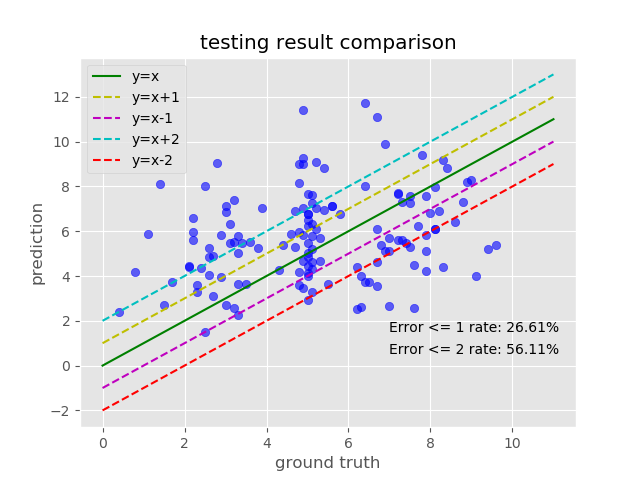 testing result comparison
y=x
y=x+1
y=x-1
y=x+2
y=x-2
12
10
8
6
4
2
0
−2
prediction
Error <= 1 rate: 26.61%
Error <= 2 rate: 56.11%
0 2 4 6 8 10
ground truth